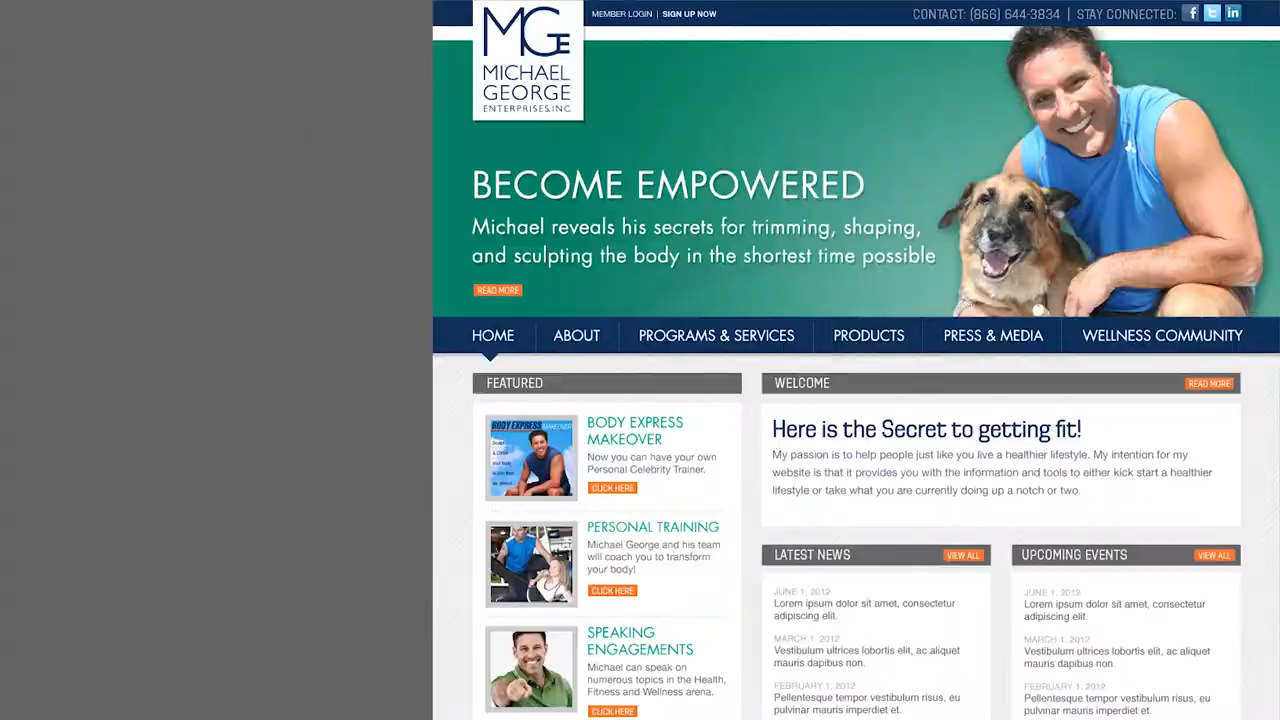 MGE
MICHAEL
GEORGE
ENTERPRISES,INC
MEMBER LOGIN | SIGN UP NOW
CONTACT: (866) 644-3834 | STAY CONNECTED: f t in
BECOME EMPOWERED
Michael reveals his secrets for trimming, shaping,
and sculpting the body in the shortest time possible
READ MORE
HOME ABOUT PROGRAMS & SERVICES PRODUCTS PRESS & MEDIA WELLNESS COMMUNITY
FEATURED
BODY EXPRESS MAKEOVER
BODY EXPRESS
MAKEOVER
Now you can have your own
Personal Celebrity Trainer.
CLICK HERE
PERSONAL TRAINING
Michael George and his team
will coach you to transform
your body!
CLICK HERE
SPEAKING
ENGAGEMENTS
Michael can speak on
numerous topics in the Health,
Fitness and Wellness arena.
CLICK HERE
WELCOME READ MORE
Here is the Secret to getting fit!
My passion is to help people just like you live a healthier lifestyle. My intention for my
website is that it provides you with the information and tools to either kick start a healthier
lifestyle or take what you are currently doing up a notch or two.
LATEST NEWS VIEW ALL
JUNE 1, 2012
Lorem ipsum dolor sit amet, consectetur
adipiscing elit.
MARCH 1, 2012
Vestibulum ultrices lobortis elit, ac aliquet
mauris dapibus non.
FEBRUARY 1, 2012
Pellentesque tempor vestibulum risus, eu
pulvinar mauris imperdiet et.
UPCOMING EVENTS VIEW ALL
JUNE 1, 2012
Lorem ipsum dolor sit amet, consectetur
adipiscing elit.
MARCH 1, 2012
Vestibulum ultrices lobortis elit, ac aliquet
mauris dapibus non.
FEBRUARY 1, 2012
Pellentesque tempor vestibulum risus, eu
pulvinar mauris imperdiet et.